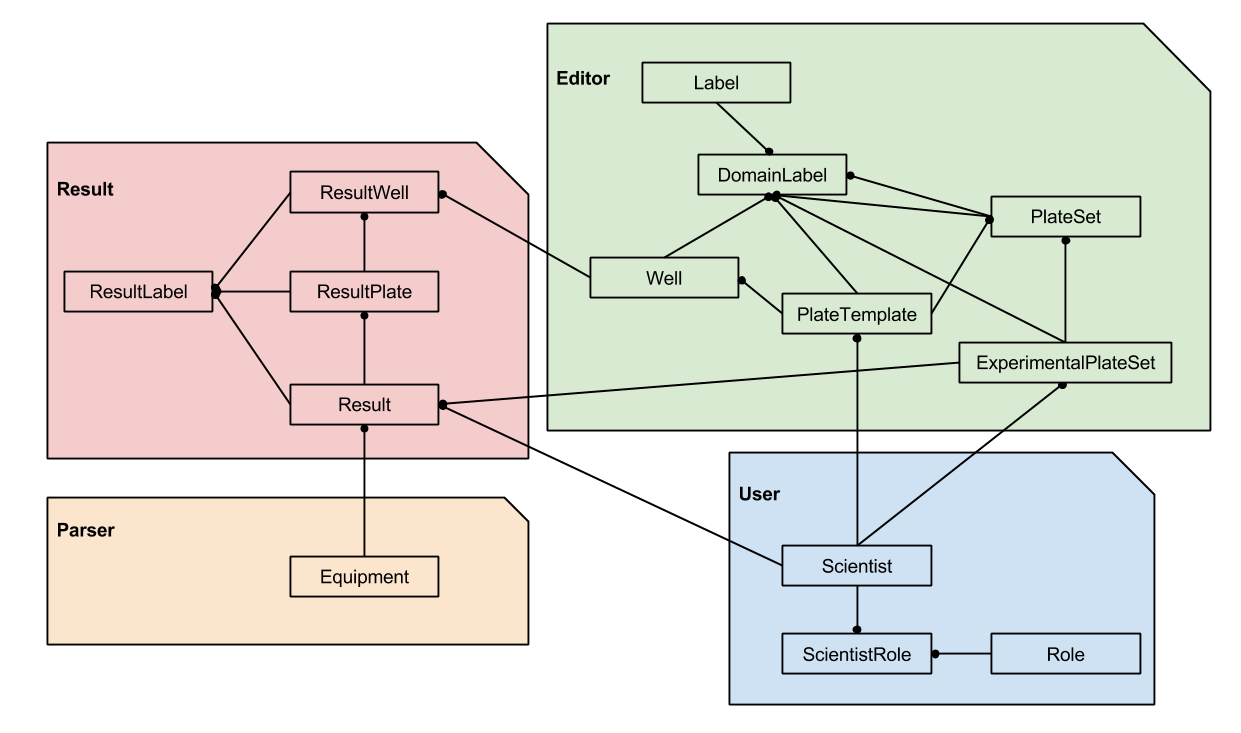 Editor
Label
DomainLabel
PlateSet
Well
PlateTemplate
ExperimentalPlateSet
Result
ResultWell
ResultLabel
ResultPlate
Result
Parser
Equipment
User
Scientist
ScientistRole
Role